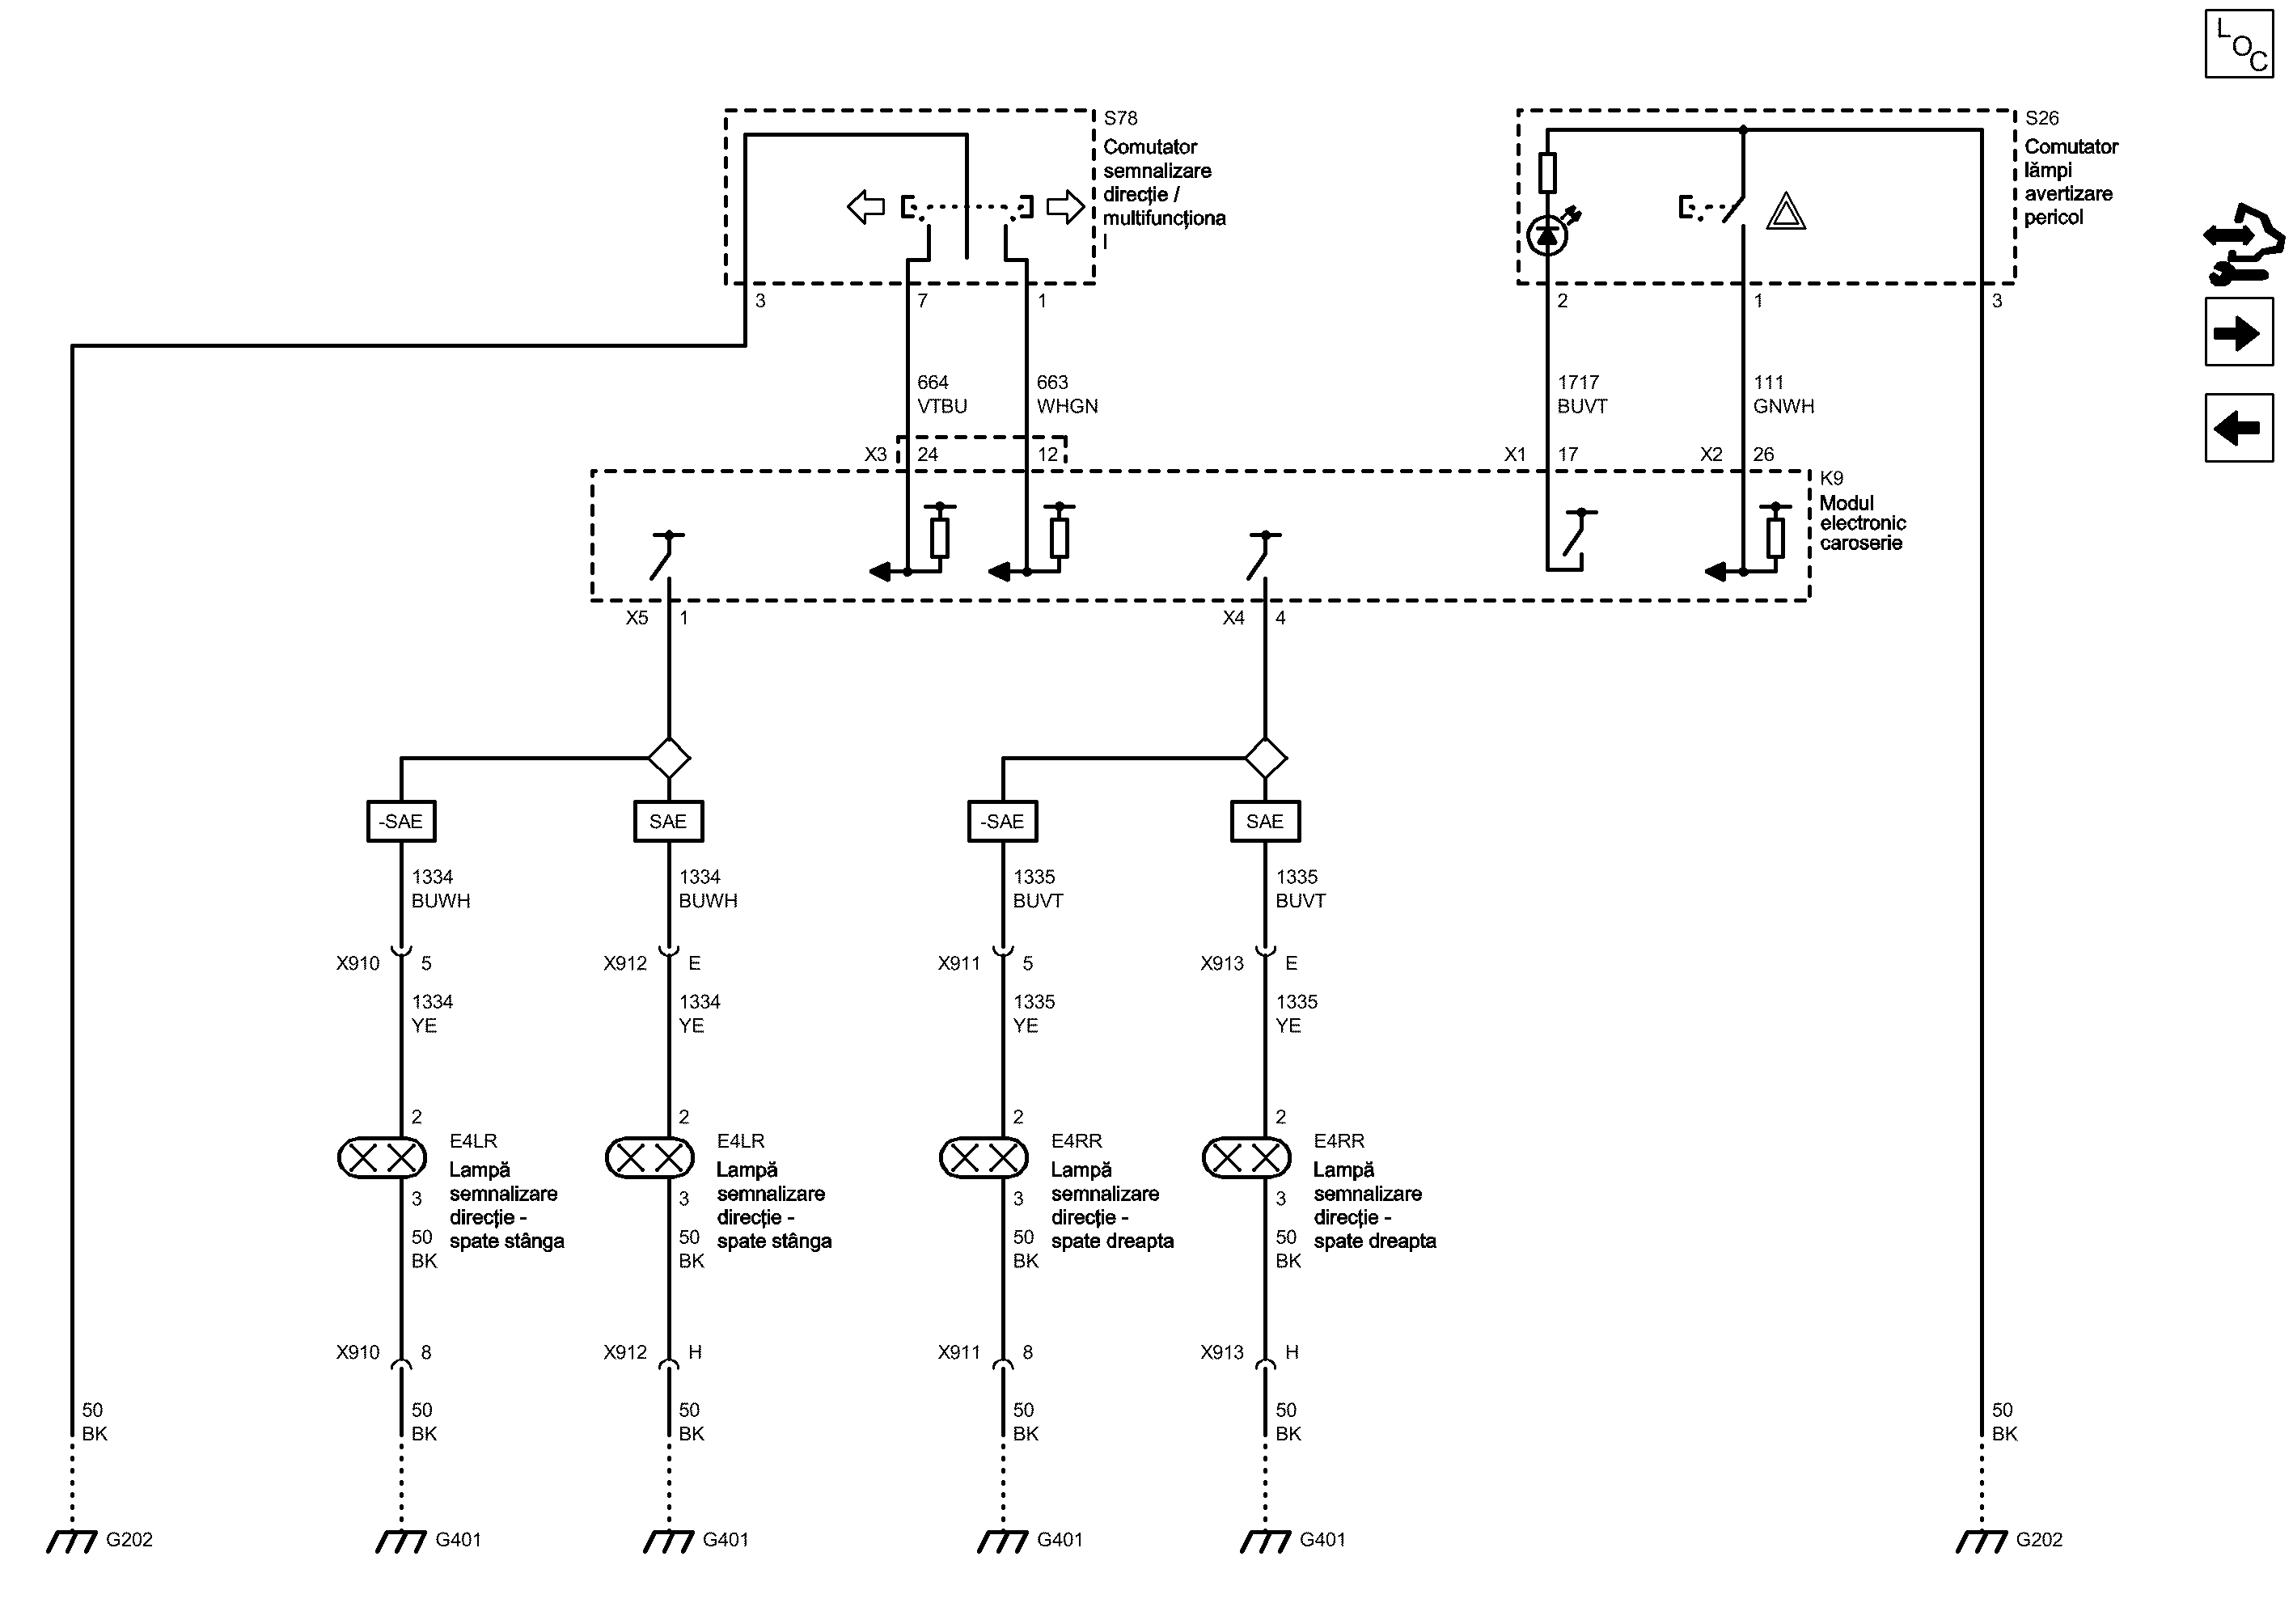 LOC
S78
Comutator
semnalizare
direcție /
multifuncționa
l
S26
Comutator
lămpi
avertizare
pericol
3
7
1
2
1
3
664
VTBU
663
WHGN
1717
BUVT
111
GNWH
X3
24
12
X1
17
X2
26
K9
Modul
electronic
caroserie
X5
1
X4
4
-SAE
SAE
-SAE
SAE
1334
BUWH
1334
BUWH
1335
BUVT
1335
BUVT
X910
5
X912
E
X911
5
X913
E
1334
YE
1334
YE
1335
YE
1335
YE
2
2
2
2
E4LR
Lampă
semnalizare
direcție -
spate stânga
E4LR
Lampă
semnalizare
direcție -
spate stânga
E4RR
Lampă
semnalizare
direcție -
spate dreapta
E4RR
Lampă
semnalizare
direcție -
spate dreapta
3
3
3
3
50
BK
50
BK
50
BK
50
BK
X910
8
X912
H
X911
8
X913
H
50
BK
50
BK
50
BK
50
BK
50
BK
50
BK
G202
G401
G401
G401
G401
G202